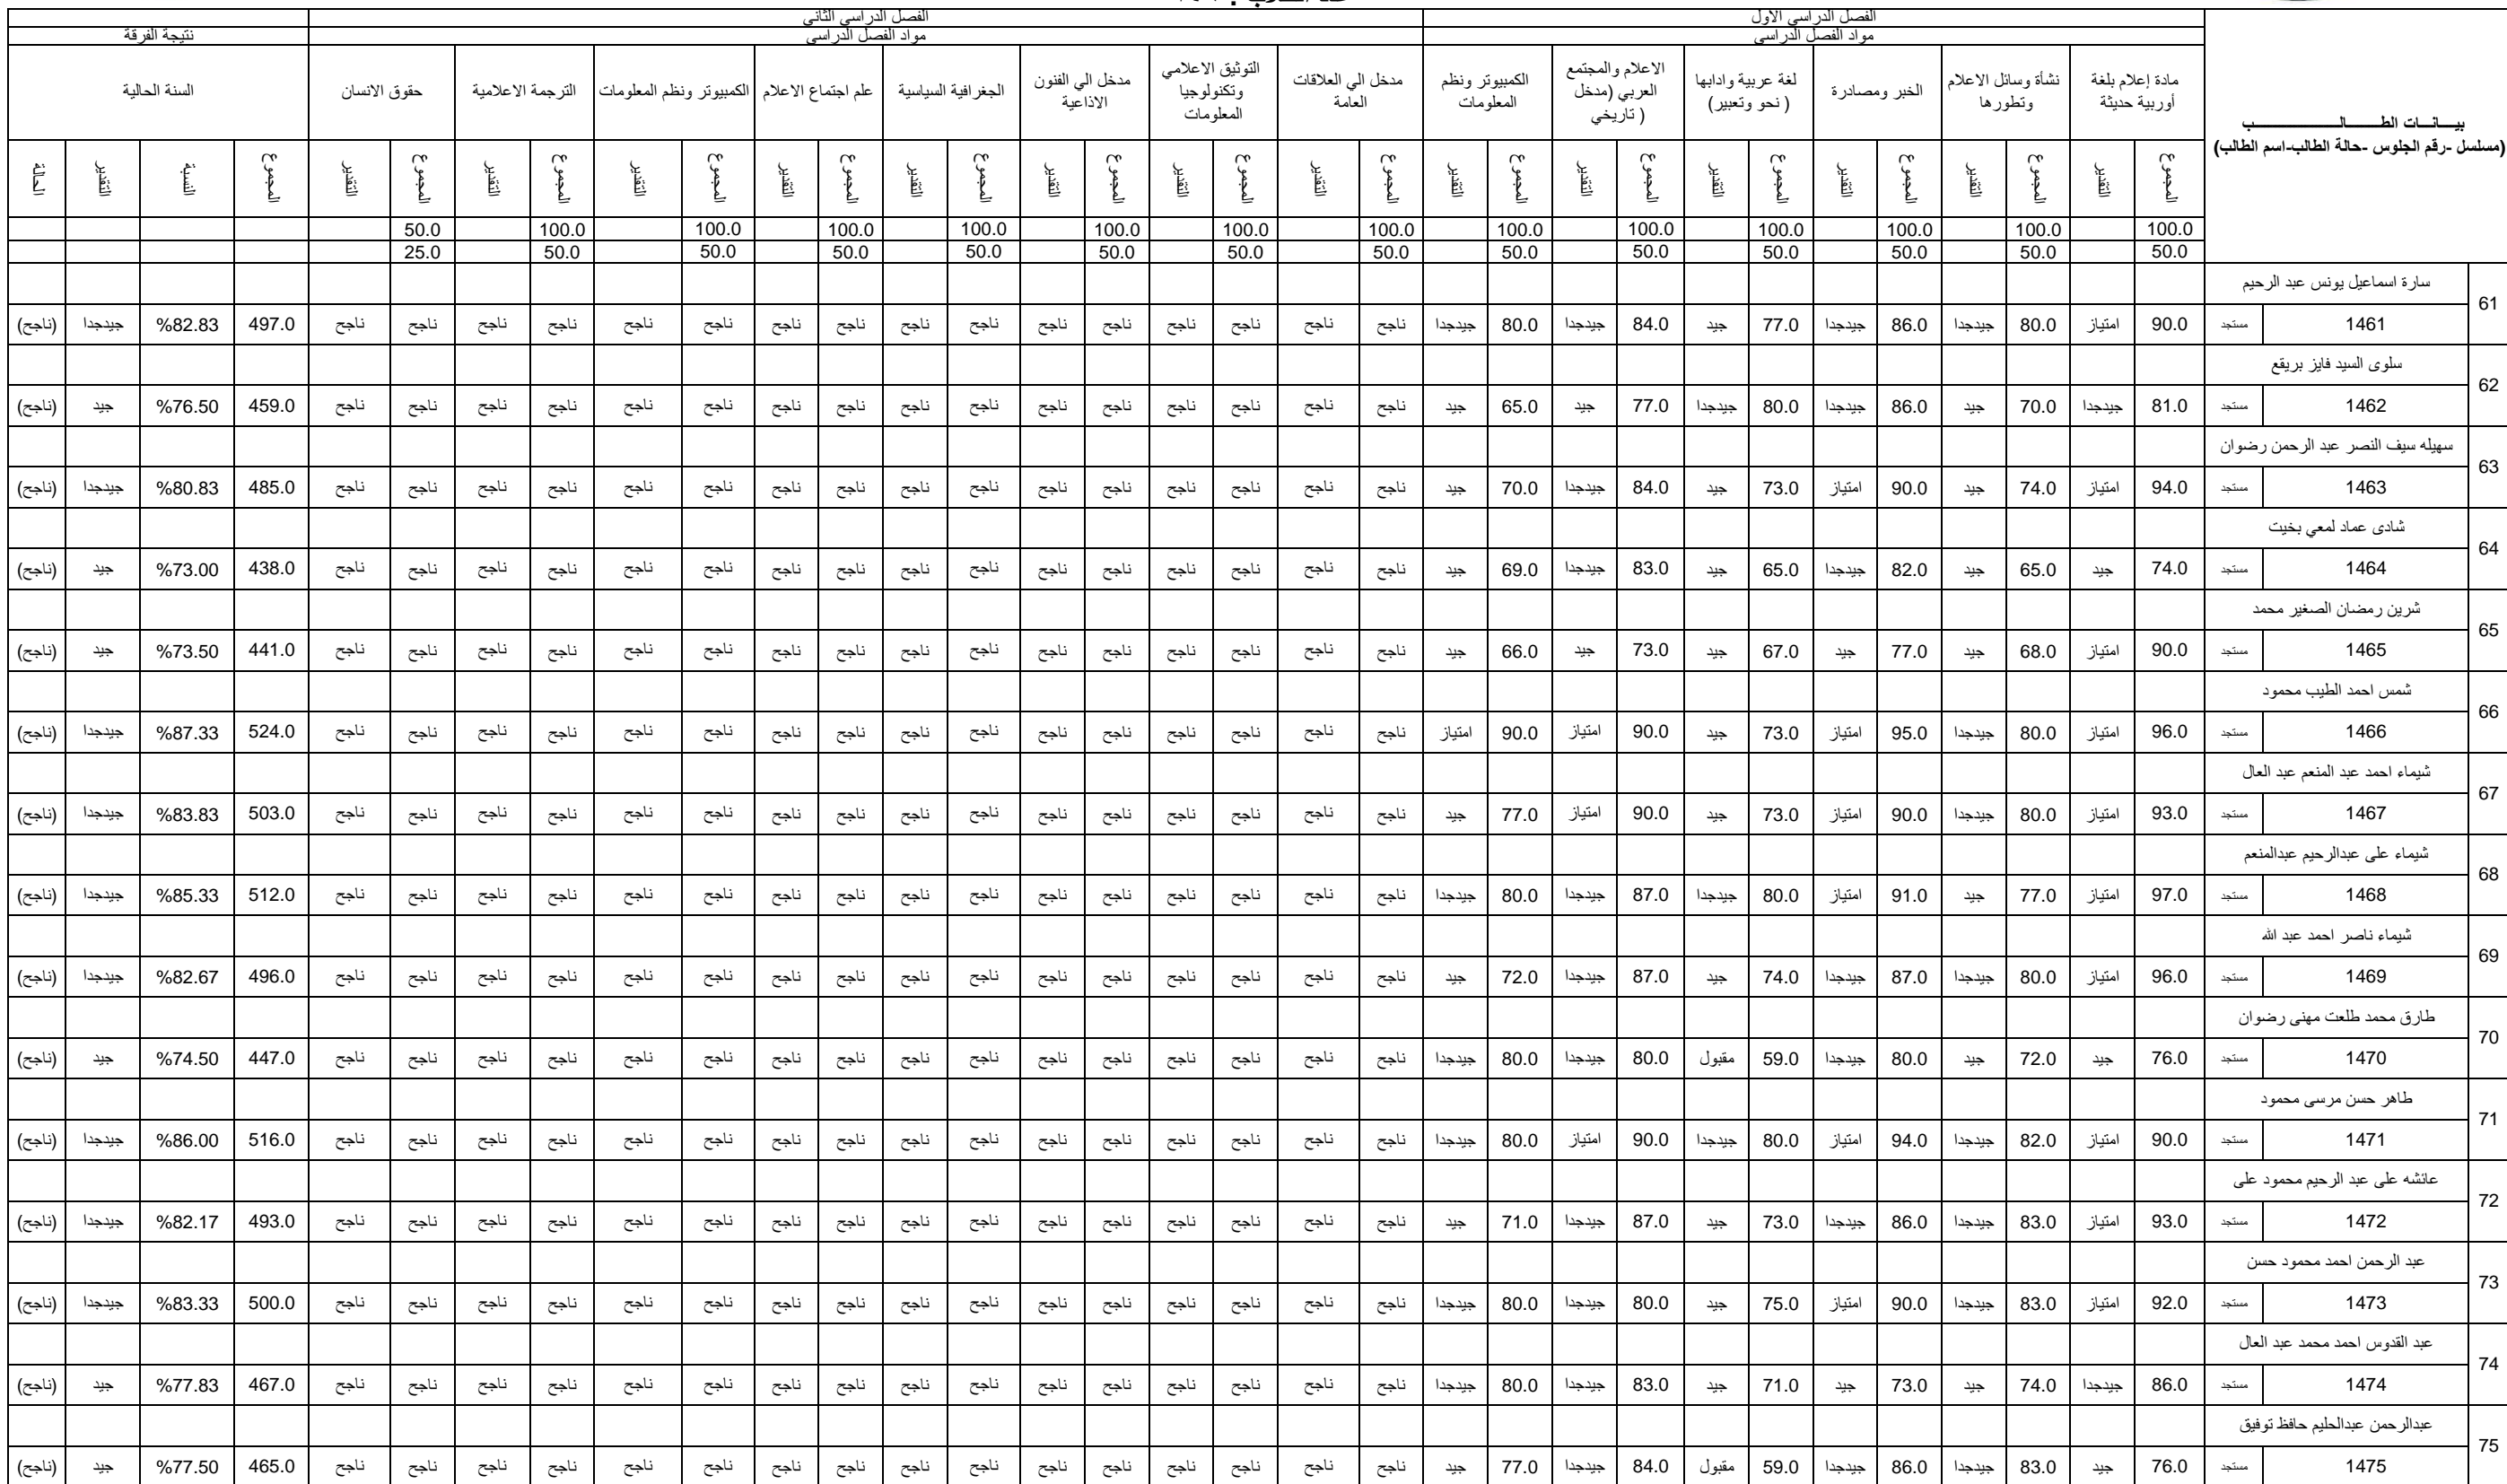 الفصل الدراسي الاول الفصل الدراسي الثاني
مواد الفصل الدراسي مواد الفصل الدراسي نتيجة الفرقة
بيـــانـــات الطـــــــالـــــــــــــب
(مسلسل -رقم الجلوس -حالة الطالب-اسم الطالب)
مادة إعلام بلغة أوربية حديثة
نشأة وسائل الاعلام وتطورها
الخبر ومصادرة
لغة عربية وادابها ( نحو وتعبير)
الاعلام والمجتمع العربي (مدخل تاريخي )
الكمبيوتر ونظم المعلومات
مدخل الي العلاقات العامة
التوثيق الاعلامي وتكنولوجيا المعلومات
مدخل الي الفنون الاذاعية
الجغرافية السياسية
علم اجتماع الاعلام
الكمبيوتر ونظم المعلومات
الترجمة الاعلامية
حقوق الانسان
السنة الحالية
المجموع التقدير المجموع التقدير المجموع التقدير المجموع التقدير المجموع التقدير المجموع التقدير المجموع التقدير المجموع التقدير المجموع التقدير المجموع التقدير المجموع التقدير المجموع التقدير المجموع التقدير المجموع التقدير المجموع النسبة التقدير الحالة
100.0 100.0 100.0 100.0 100.0 100.0 100.0 100.0 100.0 100.0 100.0 100.0 100.0 50.0
50.0 50.0 50.0 50.0 50.0 50.0 50.0 50.0 50.0 50.0 50.0 50.0 50.0 25.0
61 سارة اسماعيل يونس عبد الرحيم
1461 مستجد 90.0 امتياز 80.0 جيدجدا 86.0 جيدجدا 77.0 جيد 84.0 جيدجدا 80.0 جيدجدا ناجح ناجح ناجح ناجح ناجح ناجح ناجح ناجح ناجح ناجح ناجح ناجح ناجح ناجح ناجح ناجح 497.0 %82.83 جيدجدا (ناجح)
62 سلوى السيد فايز بريقع
1462 مستجد 81.0 جيدجدا 70.0 جيد 86.0 جيدجدا 80.0 جيدجدا 77.0 جيد 65.0 جيد ناجح ناجح ناجح ناجح ناجح ناجح ناجح ناجح ناجح ناجح ناجح ناجح ناجح ناجح ناجح ناجح 459.0 %76.50 جيد (ناجح)
63 سهيله سيف النصر عبد الرحمن رضوان
1463 مستجد 94.0 امتياز 74.0 جيد 90.0 امتياز 73.0 جيد 84.0 جيدجدا 70.0 جيد ناجح ناجح ناجح ناجح ناجح ناجح ناجح ناجح ناجح ناجح ناجح ناجح ناجح ناجح ناجح ناجح 485.0 %80.83 جيدجدا (ناجح)
64 شادى عماد لمعي بخيت
1464 مستجد 74.0 جيد 65.0 جيد 82.0 جيدجدا 65.0 جيد 83.0 جيدجدا 69.0 جيد ناجح ناجح ناجح ناجح ناجح ناجح ناجح ناجح ناجح ناجح ناجح ناجح ناجح ناجح ناجح ناجح 438.0 %73.00 جيد (ناجح)
65 شرين رمضان الصغير محمد
1465 مستجد 90.0 امتياز 68.0 جيد 77.0 جيد 67.0 جيد 73.0 جيد 66.0 جيد ناجح ناجح ناجح ناجح ناجح ناجح ناجح ناجح ناجح ناجح ناجح ناجح ناجح ناجح ناجح ناجح 441.0 %73.50 جيد (ناجح)
66 شمس احمد الطيب محمود
1466 مستجد 96.0 امتياز 80.0 جيدجدا 95.0 امتياز 73.0 جيد 90.0 امتياز 90.0 امتياز ناجح ناجح ناجح ناجح ناجح ناجح ناجح ناجح ناجح ناجح ناجح ناجح ناجح ناجح ناجح ناجح 524.0 %87.33 جيدجدا (ناجح)
67 شيماء احمد عبد المنعم عبد العال
1467 مستجد 93.0 امتياز 80.0 جيدجدا 90.0 امتياز 73.0 جيد 90.0 امتياز 77.0 جيد ناجح ناجح ناجح ناجح ناجح ناجح ناجح ناجح ناجح ناجح ناجح ناجح ناجح ناجح ناجح ناجح 503.0 %83.83 جيدجدا (ناجح)
68 شيماء على عبدالرحيم عبدالمنعم
1468 مستجد 97.0 امتياز 77.0 جيد 91.0 امتياز 80.0 جيدجدا 87.0 جيدجدا 80.0 جيدجدا ناجح ناجح ناجح ناجح ناجح ناجح ناجح ناجح ناجح ناجح ناجح ناجح ناجح ناجح ناجح ناجح 512.0 %85.33 جيدجدا (ناجح)
69 شيماء ناصر احمد عبد الله
1469 مستجد 96.0 امتياز 80.0 جيدجدا 87.0 جيدجدا 74.0 جيد 87.0 جيدجدا 72.0 جيد ناجح ناجح ناجح ناجح ناجح ناجح ناجح ناجح ناجح ناجح ناجح ناجح ناجح ناجح ناجح ناجح 496.0 %82.67 جيدجدا (ناجح)
70 طارق محمد طلعت مهنى رضوان
1470 مستجد 76.0 جيد 72.0 جيد 80.0 جيدجدا 59.0 مقبول 80.0 جيدجدا 80.0 جيدجدا ناجح ناجح ناجح ناجح ناجح ناجح ناجح ناجح ناجح ناجح ناجح ناجح ناجح ناجح ناجح ناجح 447.0 %74.50 جيد (ناجح)
71 طاهر حسن مرسى محمود
1471 مستجد 90.0 امتياز 82.0 جيدجدا 94.0 امتياز 80.0 جيدجدا 90.0 امتياز 80.0 جيدجدا ناجح ناجح ناجح ناجح ناجح ناجح ناجح ناجح ناجح ناجح ناجح ناجح ناجح ناجح ناجح ناجح 516.0 %86.00 جيدجدا (ناجح)
72 عائشه على عبد الرحيم محمود على
1472 مستجد 93.0 امتياز 83.0 جيدجدا 86.0 جيدجدا 73.0 جيد 87.0 جيدجدا 71.0 جيد ناجح ناجح ناجح ناجح ناجح ناجح ناجح ناجح ناجح ناجح ناجح ناجح ناجح ناجح ناجح ناجح 493.0 %82.17 جيدجدا (ناجح)
73 عبد الرحمن احمد محمود حسن
1473 مستجد 92.0 امتياز 83.0 جيدجدا 90.0 امتياز 75.0 جيد 80.0 جيدجدا 80.0 جيدجدا ناجح ناجح ناجح ناجح ناجح ناجح ناجح ناجح ناجح ناجح ناجح ناجح ناجح ناجح ناجح ناجح 500.0 %83.33 جيدجدا (ناجح)
74 عبد القدوس احمد محمد عبد العال
1474 مستجد 86.0 جيدجدا 74.0 جيد 73.0 جيد 71.0 جيد 83.0 جيدجدا 80.0 جيدجدا ناجح ناجح ناجح ناجح ناجح ناجح ناجح ناجح ناجح ناجح ناجح ناجح ناجح ناجح ناجح ناجح 467.0 %77.83 جيد (ناجح)
75 عبدالرحمن عبدالحليم حافظ توفيق
1475 مستجد 76.0 جيد 83.0 جيدجدا 86.0 جيدجدا 59.0 مقبول 84.0 جيدجدا 77.0 جيد ناجح ناجح ناجح ناجح ناجح ناجح ناجح ناجح ناجح ناجح ناجح ناجح ناجح ناجح ناجح ناجح 465.0 %77.50 جيد (ناجح)